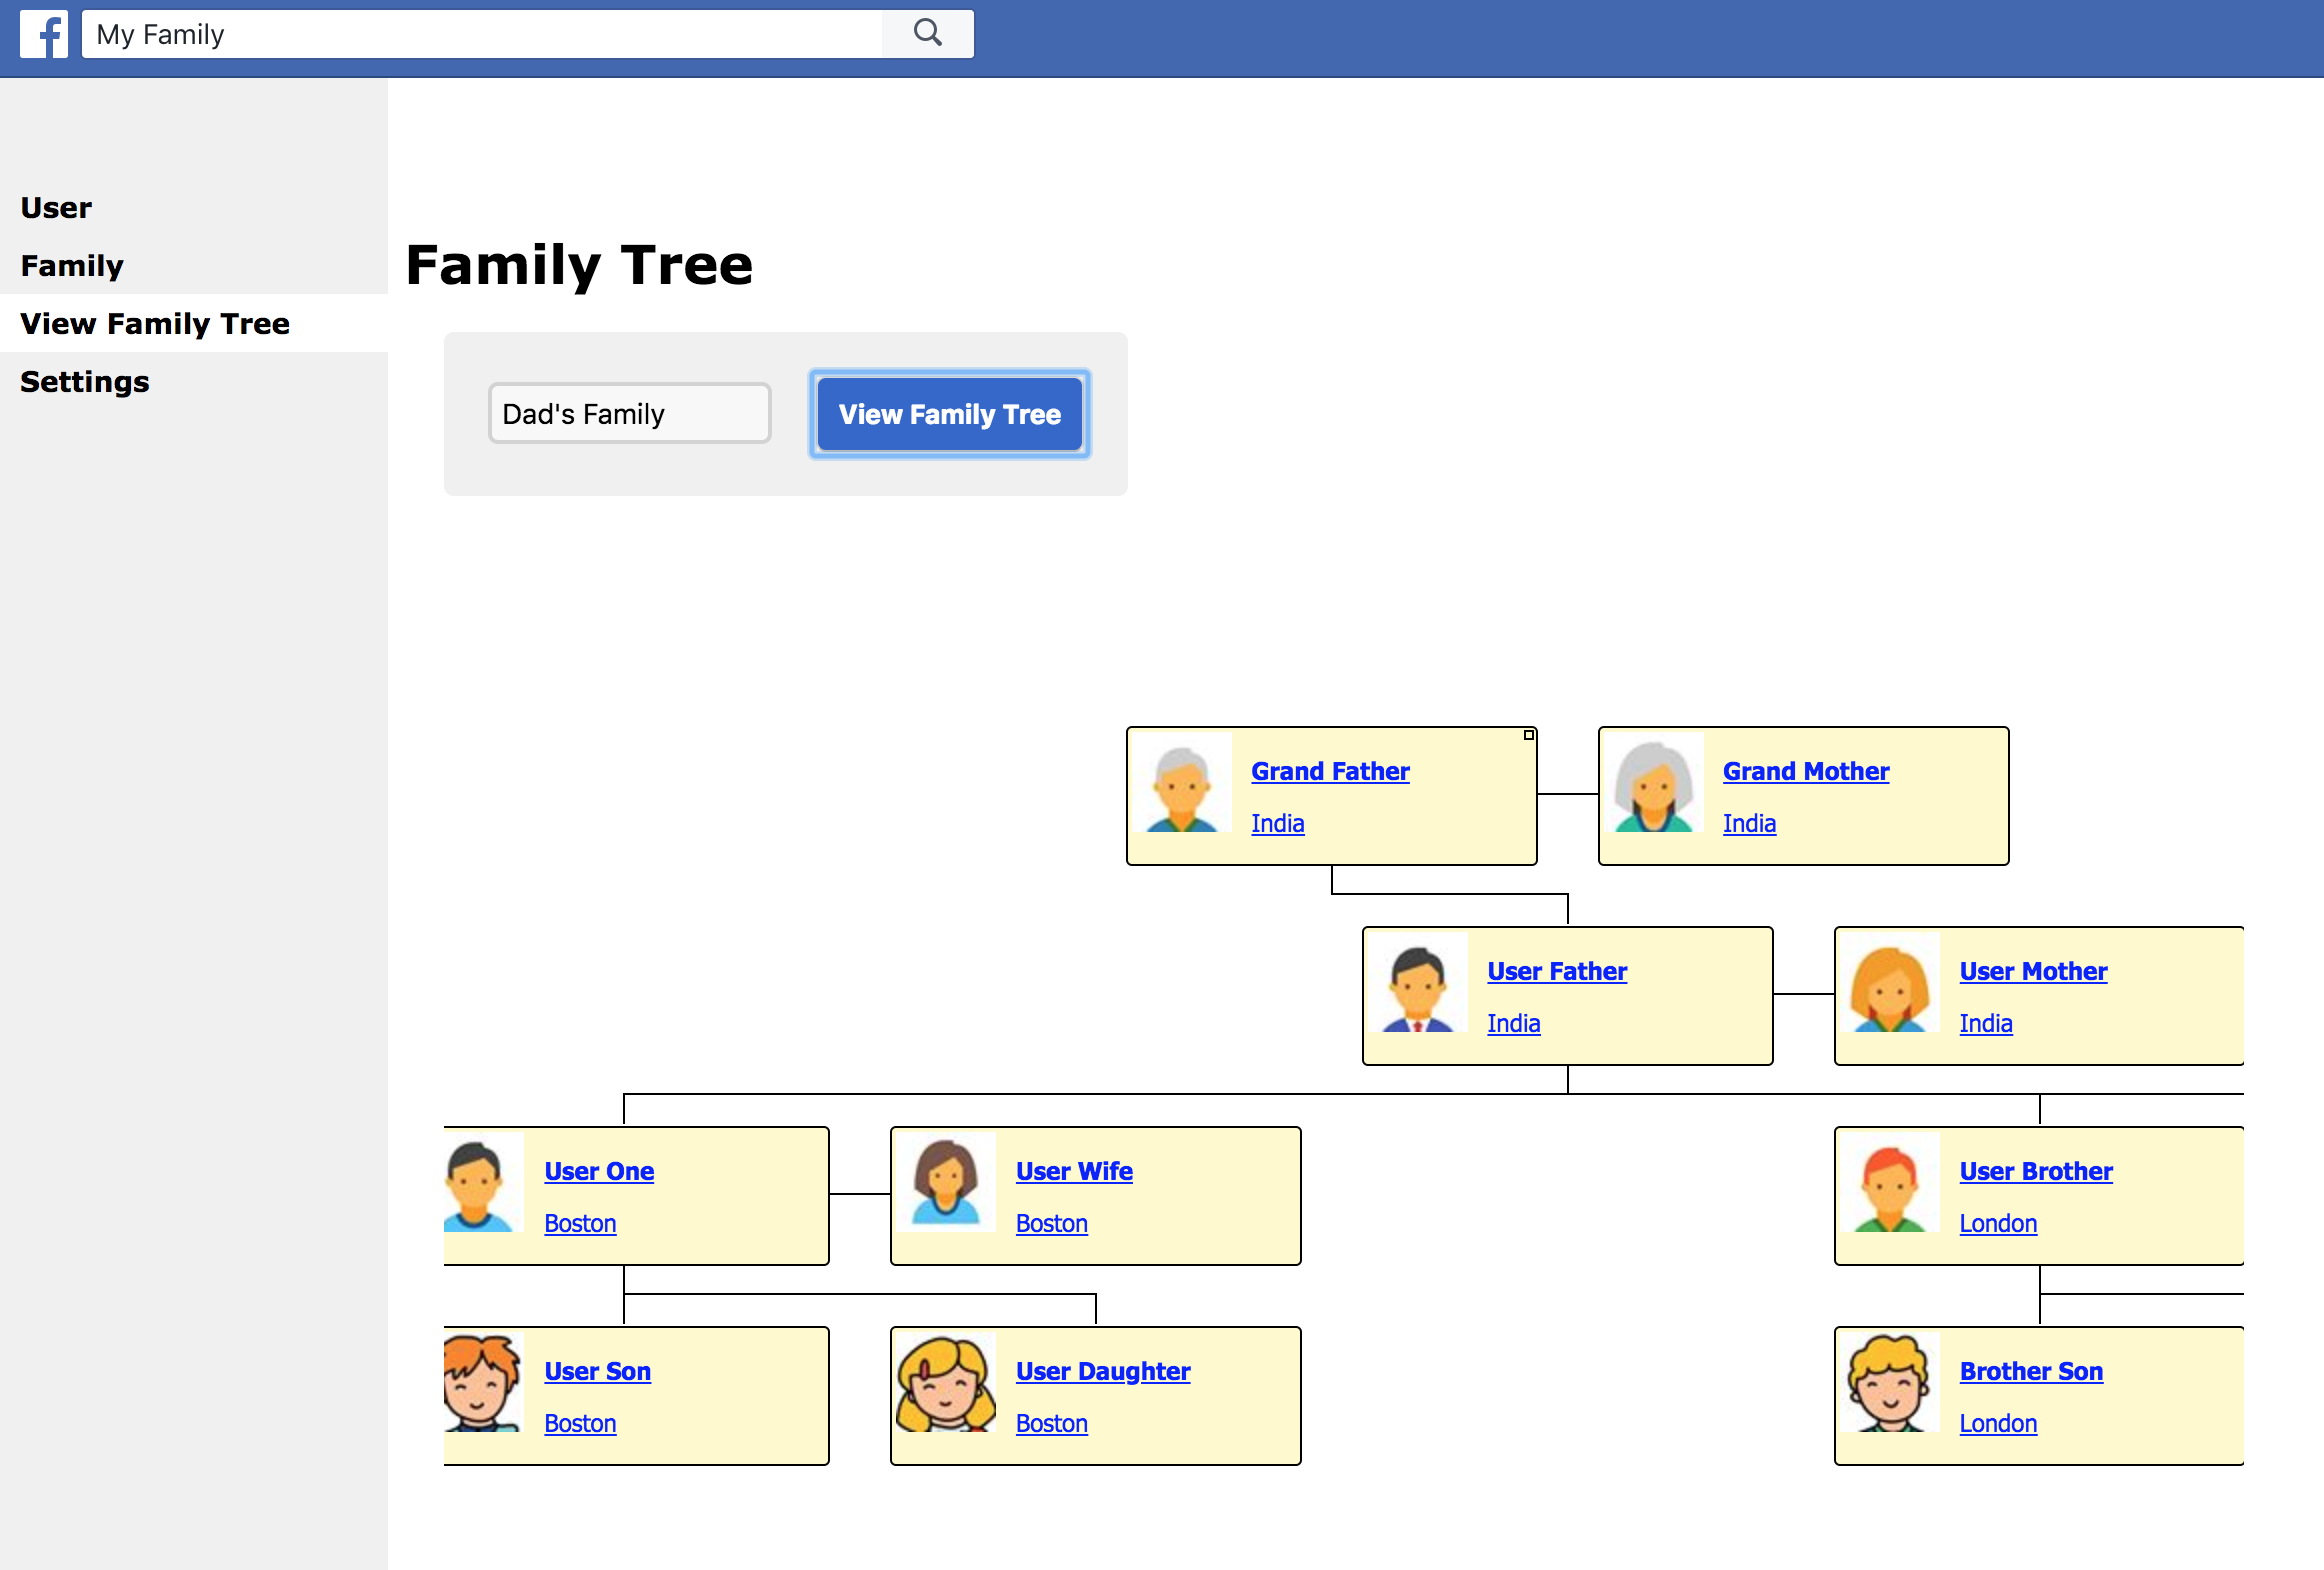 My Family
User
Family
View Family Tree
Settings
Family Tree
Dad's Family
View Family Tree
Grand Father
India
Grand Mother
India
User Father
India
User Mother
India
User One
Boston
User Wife
Boston
User Brother
London
User Son
Boston
User Daughter
Boston
Brother Son
London